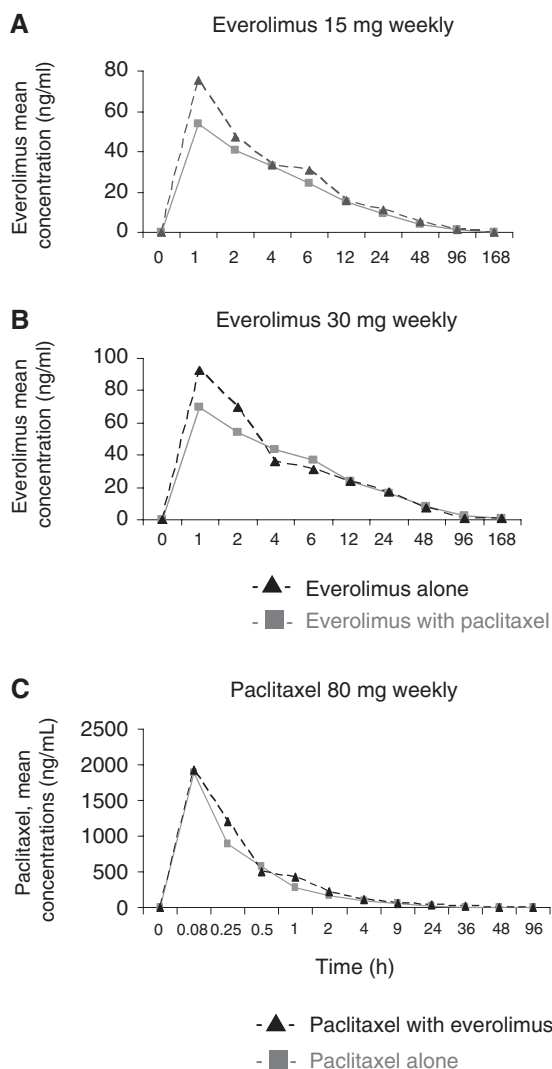 A
Everolimus 15 mg weekly
Everolimus mean
concentration (ng/ml)
80
60
40
20
0
0 1 2 4 6 12 24 48 96 168
B
Everolimus 30 mg weekly
Everolimus mean
concentration (ng/ml)
100
80
60
40
20
0
0 1 2 4 6 12 24 48 96 168
Everolimus alone
Everolimus with paclitaxel
C
Paclitaxel 80 mg weekly
Paclitaxel, mean
concentrations (ng/mL)
2500
2000
1500
1000
500
0
0 0.08 0.25 0.5 1 2 4 9 24 36 48 96
Time (h)
Paclitaxel with everolimus
Paclitaxel alone